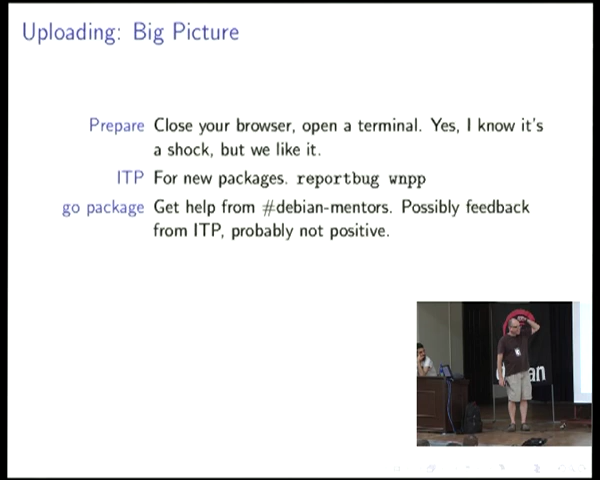 Uploading: Big Picture
Prepare Close your browser, open a terminal. Yes, I know it's
a shock, but we like it.
ITP For new packages. reportbug wnpp
go package Get help from #debian-mentors. Possibly feedback
from ITP, probably not positive.
an